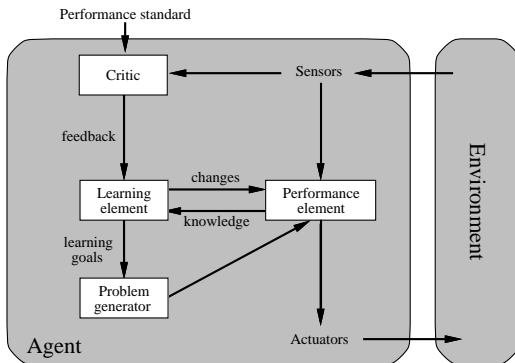 Performance standard
Critic
Sensors
feedback
changes
Learning
element
Performance
element
knowledge
learning
goals
Problem
generator
Agent
Actuators
Environment